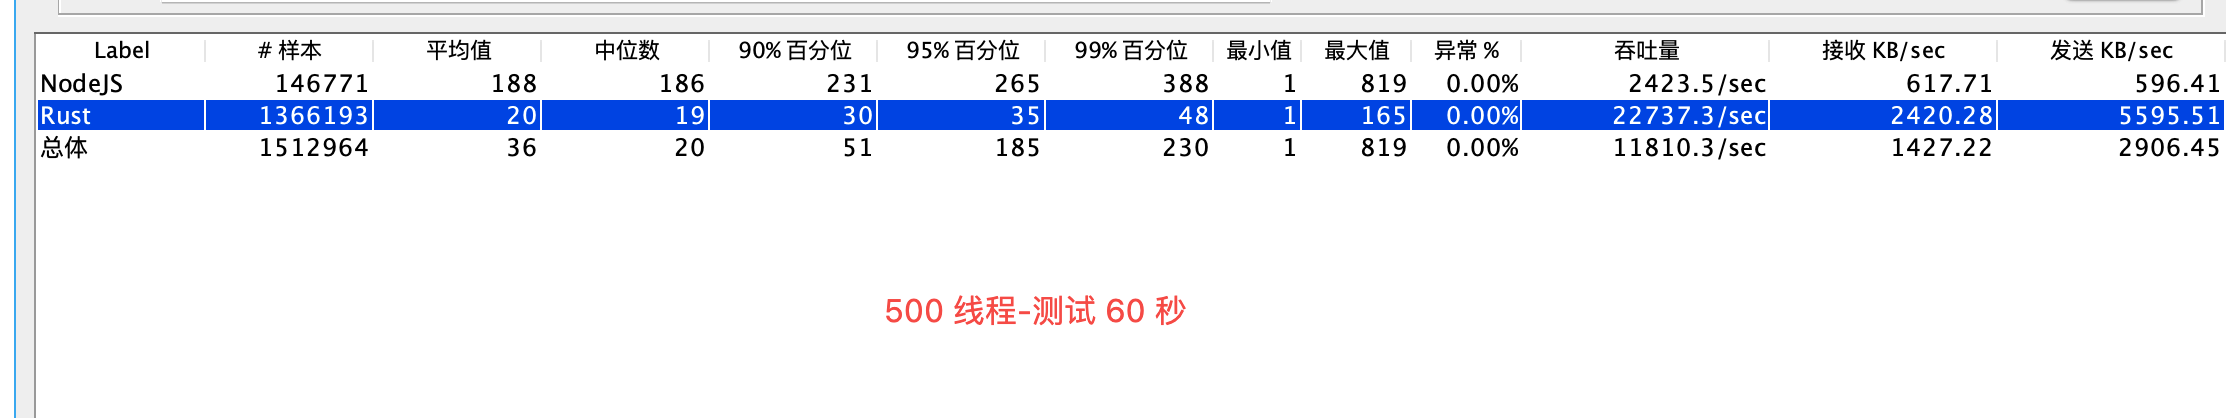 Label # 样本 平均值 中位数 90% 百分位 95% 百分位 99% 百分位 最小值 最大值 异常 % 吞吐量 接收 KB/sec 发送 KB/sec
NodeJS 146771 188 186 231 265 388 1 819 0.00% 2423.5/sec 617.71 596.41
Rust 1366193 20 19 30 35 48 1 165 0.00% 22737.3/sec 2420.28 5595.51
总体 1512964 36 20 51 185 230 1 819 0.00% 11810.3/sec 1427.22 2906.45
500 线程-测试 60 秒